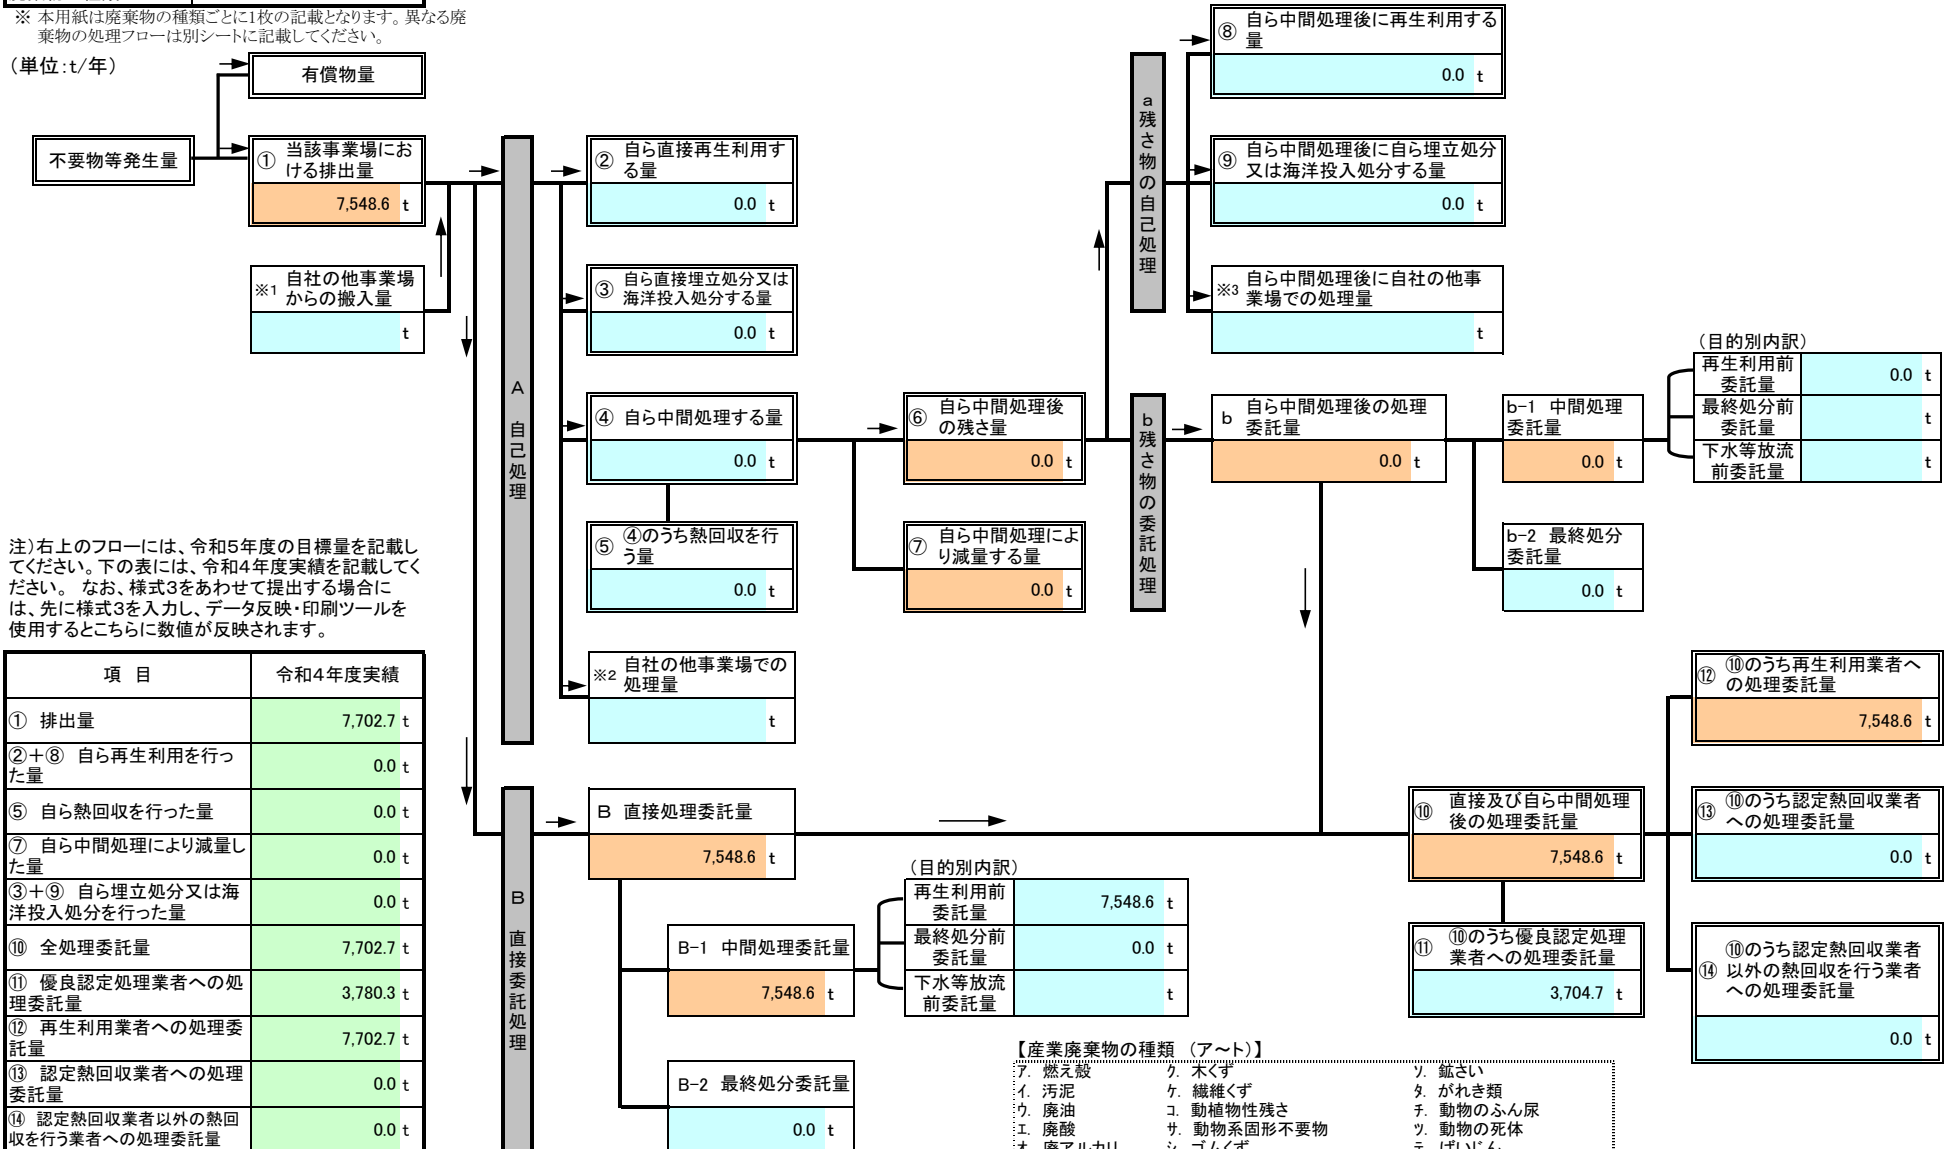 ※ 本用紙は廃棄物の種類ごとに1枚の記載となります。異なる廃
棄物の処理フローは別シートに記載してください。
(単位:t/年)
有償物量
不要物等発生量
① 当該事業場にお
ける排出量
7,548.6 t
※1 自社の他事業場
からの搬入量
t
A 自己処理
② 自ら直接再生利用す
る量
0.0 t
③ 自ら直接埋立処分又は
海洋投入処分する量
0.0 t
④ 自ら中間処理する量
0.0 t
⑤ ④のうち熱回収を行
う量
0.0 t
※2 自社の他事業場での
処理量
t
⑥ 自ら中間処理後
の残さ量
0.0 t
⑦ 自ら中間処理によ
り減量する量
0.0 t
a残さ物の自己処理
⑧ 自ら中間処理後に再生利用する
量
0.0 t
⑨ 自ら中間処理後に自ら埋立処分
又は海洋投入処分する量
0.0 t
※3 自ら中間処理後に自社の他事
業場での処理量
t
b残さ物の委託処理
b 自ら中間処理後の処理
委託量
0.0 t
b-1 中間処理
委託量
0.0 t
b-2 最終処分
委託量
0.0 t
(目的別内訳)
再生利用前
委託量
0.0 t
最終処分前
委託量
t
下水等放流
前委託量
t
注)右上のフローには、令和5年度の目標量を記載し
てください。下の表には、令和4年度実績を記載してく
ださい。 なお、様式3をあわせて提出する場合に
は、先に様式3を入力し、データ反映・印刷ツールを
使用するとこちらに数値が反映されます。
項 目 令和4年度実績
① 排出量 7,702.7 t
②+⑧ 自ら再生利用を行っ
た量
0.0 t
⑤ 自ら熱回収を行った量 0.0 t
⑦ 自ら中間処理により減量し
た量
0.0 t
③+⑨ 自ら埋立処分又は海
洋投入処分を行った量
0.0 t
⑩ 全処理委託量 7,702.7 t
⑪ 優良認定処理業者への処
理委託量
3,780.3 t
⑫ 再生利用業者への処理委
託量
7,702.7 t
⑬ 認定熱回収業者への処理
委託量
0.0 t
⑭ 認定熱回収業者以外の熱回
収を行う業者への処理委託量
0.0 t
B 直接委託処理
B 直接処理委託量
7,548.6 t
B-1 中間処理委託量
7,548.6 t
B-2 最終処分委託量
0.0 t
(目的別内訳)
再生利用前
委託量
7,548.6 t
最終処分前
委託量
0.0 t
下水等放流
前委託量
t
⑩ 直接及び自ら中間処理
後の処理委託量
7,548.6 t
⑪ ⑩のうち優良認定処理
業者への処理委託量
3,704.7 t
⑫ ⑩のうち再生利用業者へ
の処理委託量
7,548.6 t
⑬ ⑩のうち認定熱回収業者
への処理委託量
0.0 t
⑭ ⑩のうち認定熱回収業者
以外の熱回収を行う業者
への処理委託量
0.0 t
【産業廃棄物の種類 (ア～ト)】
ア. 燃え殻 ク. 木くず ソ. 鉱さい
イ. 汚泥 ケ. 繊維くず タ. がれき類
ウ. 廃油 コ. 動植物性残さ チ. 動物のふん尿
エ. 廃酸 サ. 動物系固形不要物 ツ. 動物の死体
オ. 廃アルカリ シ. ゴムくず テ. ばいじん